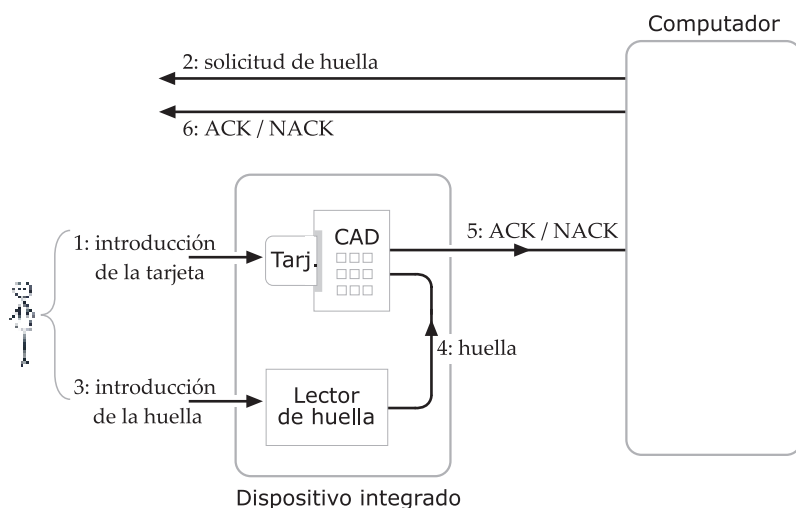 Computador
2: solicitud de huella
6: ACK / NACK
1: introducción
de la tarjeta
Tarj.
CAD
5: ACK / NACK
4: huella
3: introducción
de la huella
Lector
de huella
Dispositivo integrado